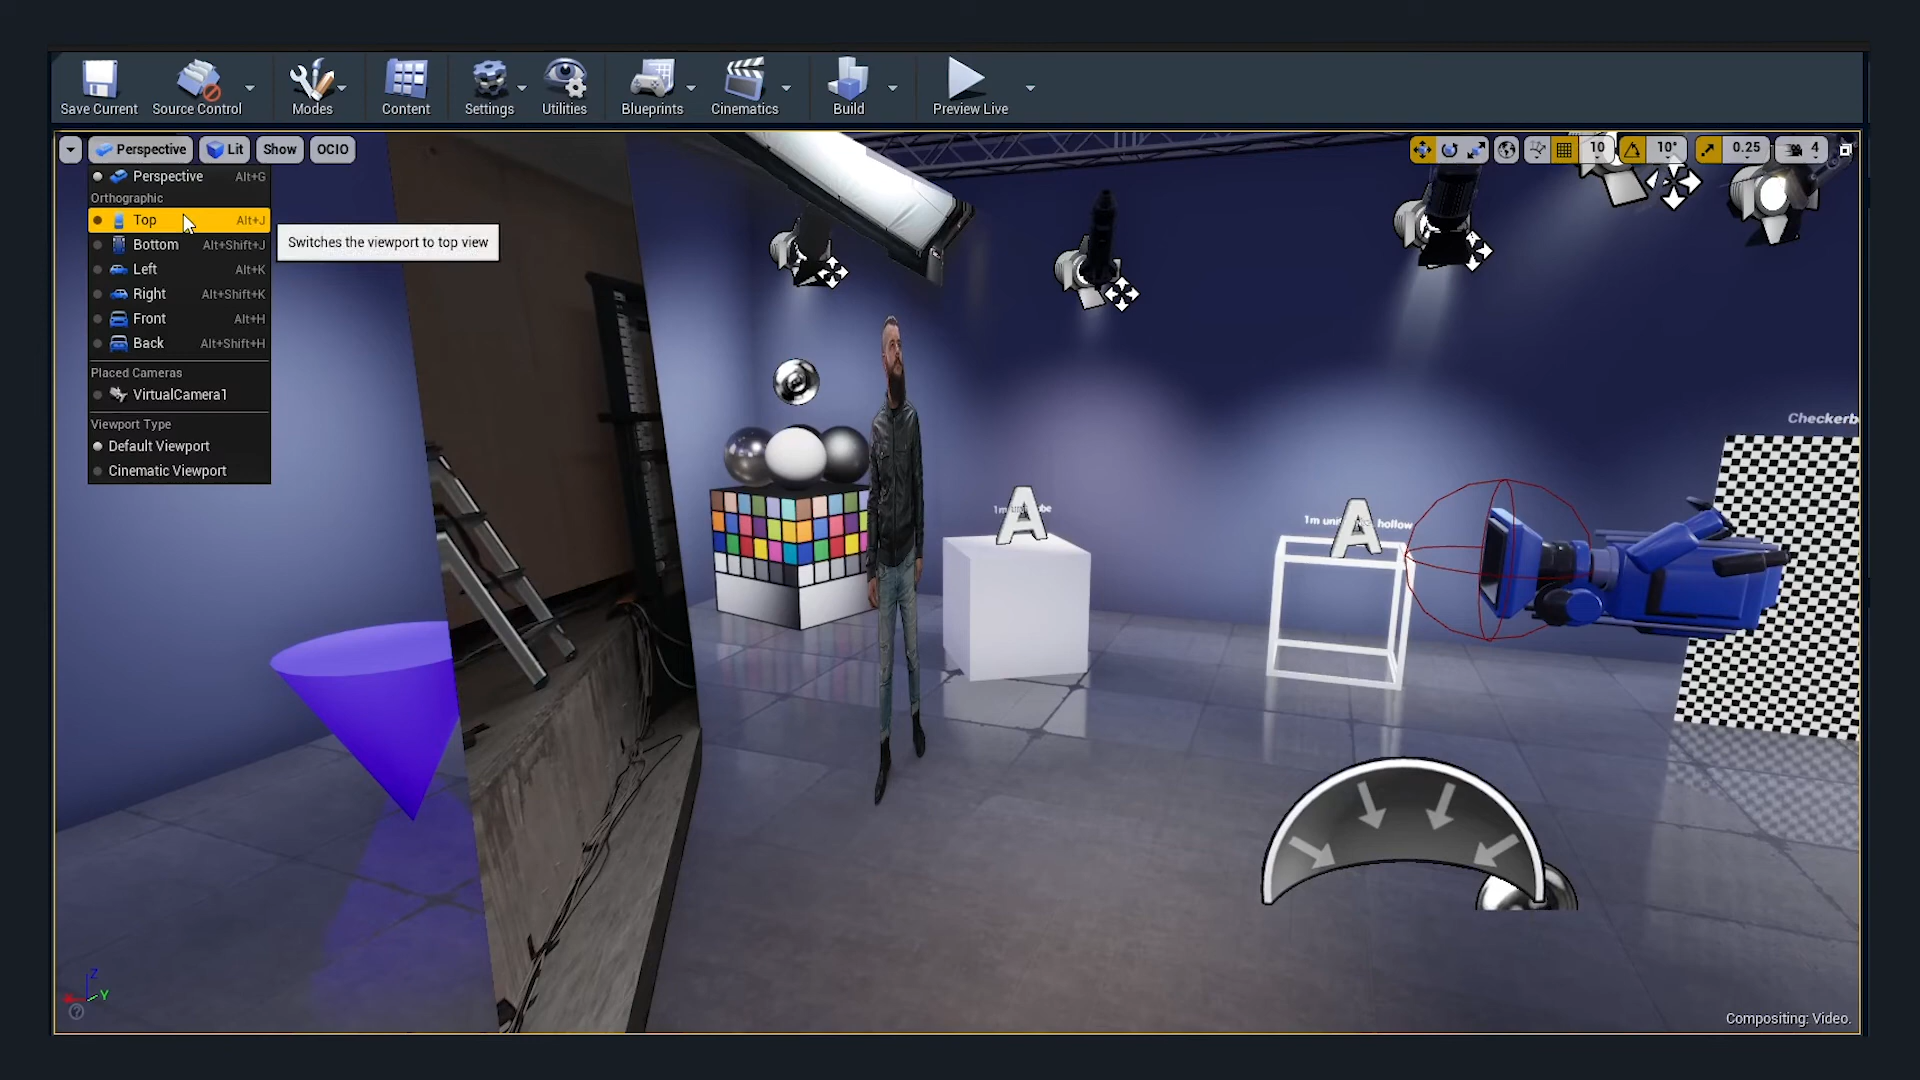 Save Current
Source Control
Modes
Content
Settings
Utilities
Blueprints
Cinematics
Build
Preview Live
Perspective
Lit
Show
OCIO
10
10°
0.25
4
Perspective Alt+G
Orthographic
Top Alt+J
Bottom Alt+Shift+J
Left Alt+K
Right Alt+Shift+K
Front Alt+H
Back Alt+Shift+H
Placed Cameras
VirtualCamera1
Viewport Type
Default Viewport
Cinematic Viewport
Switches the viewport to top view
Checkerb
1m
A
A
hollow
Z
Y
Compositing: Video.